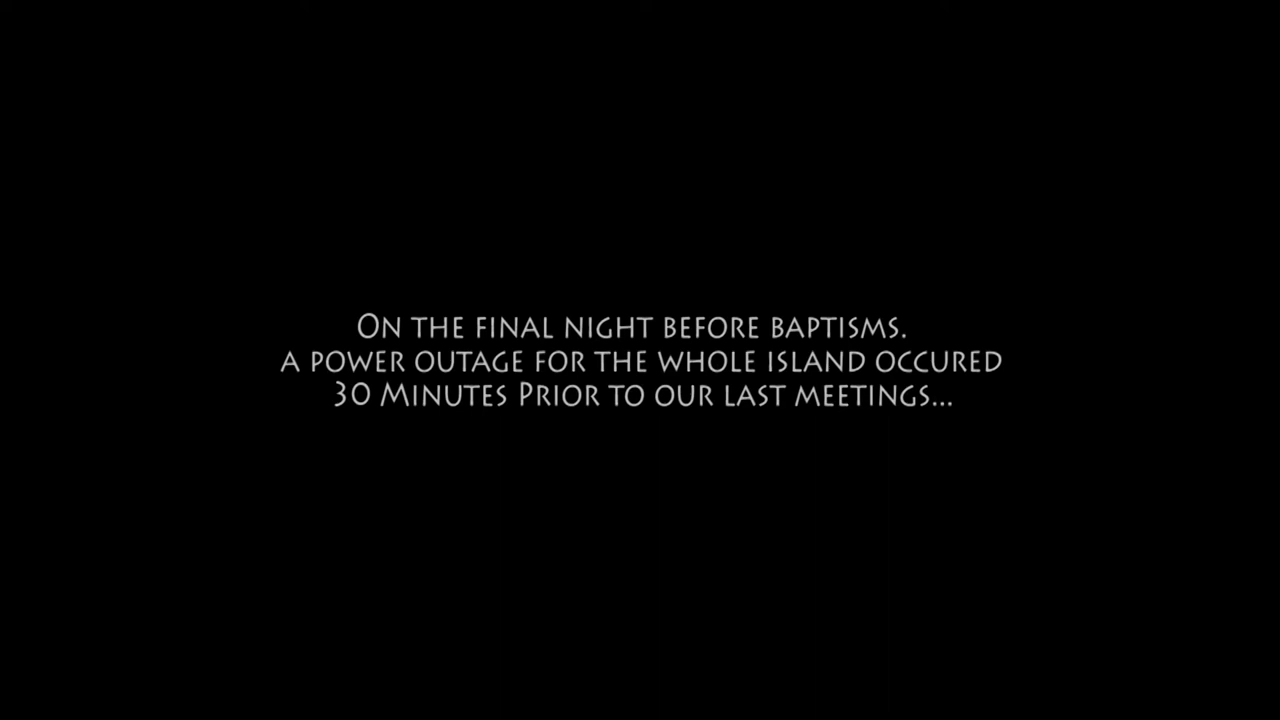 On the final night before baptisms.
a power outage for the whole island occured
30 Minutes Prior to our last meetings...